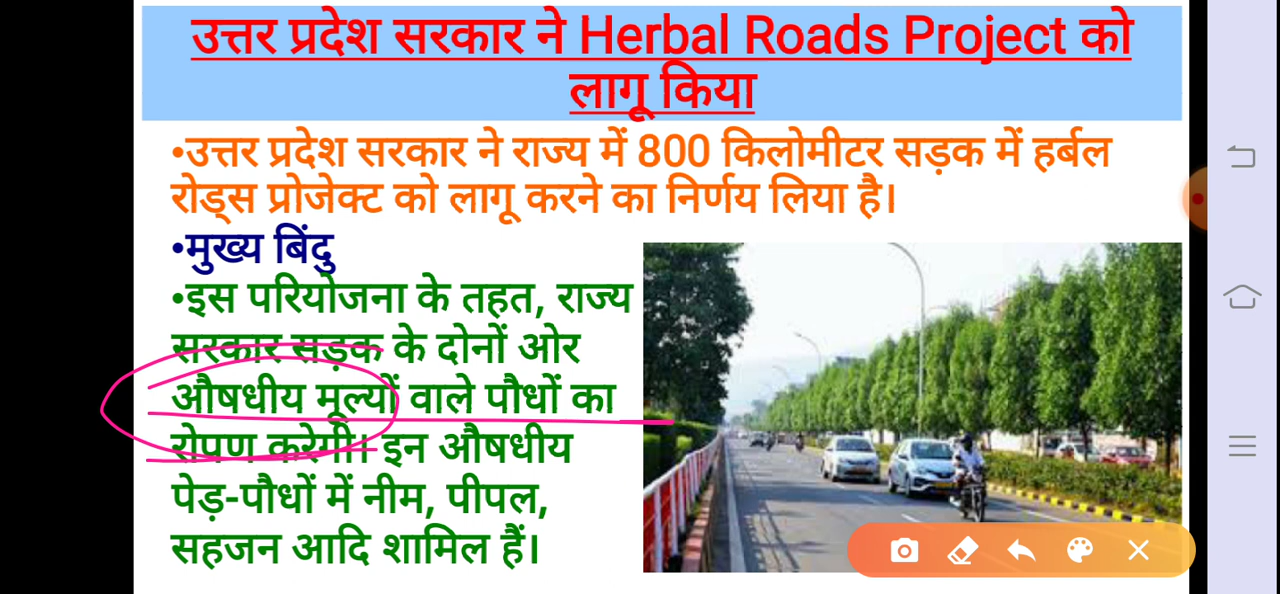 उत्तर प्रदेश सरकार ने Herbal Roads Project को
लागू किया
•उत्तर प्रदेश सरकार ने राज्य में 800 किलोमीटर सड़क में हर्बल
रोड्स प्रोजेक्ट को लागू करने का निर्णय लिया है।
•मुख्य बिंदु
•इस परियोजना के तहत, राज्य
सरकार सड़क के दोनों ओर
औषधीय मूल्यों वाले पौधों का
रोपण करेगी। इन औषधीय
पेड़-पौधों में नीम, पीपल,
सहजन आदि शामिल हैं।